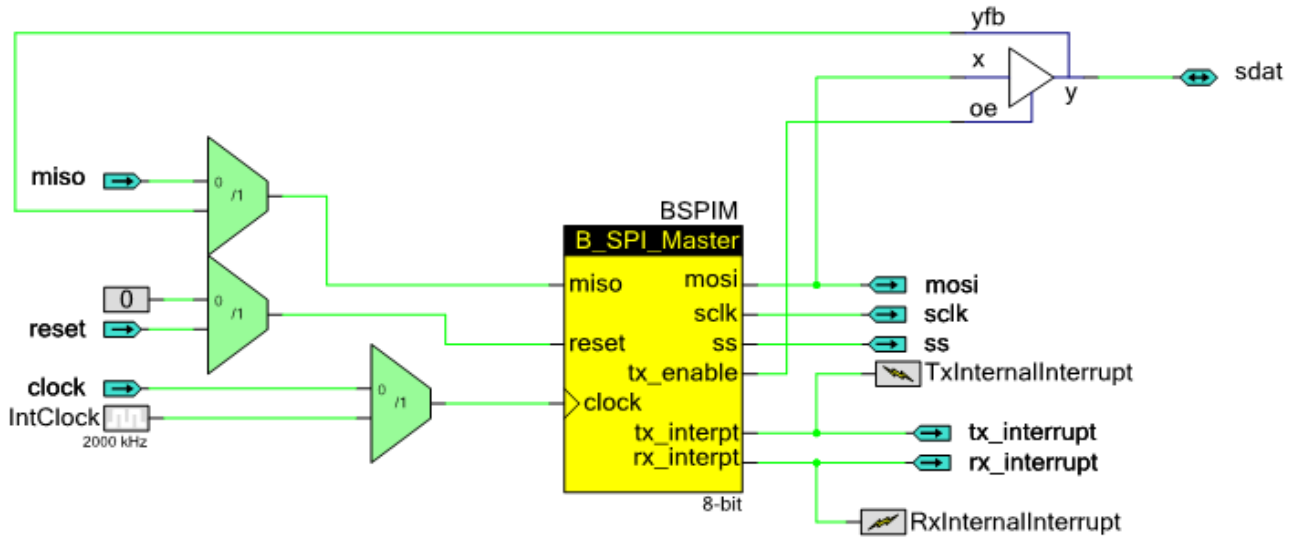 yfb
x
sdat
y
oe
miso
0
/1
BSPIM
B_SPI_Master
miso
mosi
mosi
0
0
/1
sclk
sclk
reset
reset
ss
ss
tx_enable
TxInternalInterrupt
clock
0
/1
clock
IntClock
2000 kHz
tx_interpt
tx_interrupt
rx_interpt
rx_interrupt
8-bit
RxInternalInterrupt